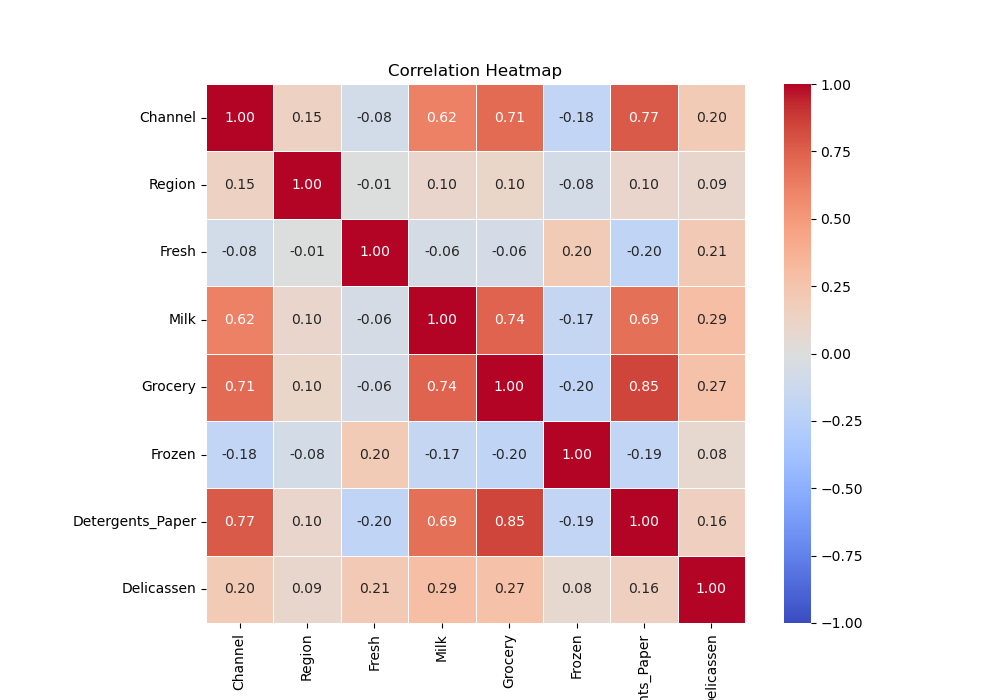 Correlation Heatmap
Channel 1.00 0.15 -0.08 0.62 0.71 -0.18 0.77 0.20
Region 0.15 1.00 -0.01 0.10 0.10 -0.08 0.10 0.09
Fresh -0.08 -0.01 1.00 -0.06 -0.06 0.20 -0.20 0.21
Milk 0.62 0.10 -0.06 1.00 0.74 -0.17 0.69 0.29
Grocery 0.71 0.10 -0.06 0.74 1.00 -0.20 0.85 0.27
Frozen -0.18 -0.08 0.20 -0.17 -0.20 1.00 -0.19 0.08
Detergents_Paper 0.77 0.10 -0.20 0.69 0.85 -0.19 1.00 0.16
Delicassen 0.20 0.09 0.21 0.29 0.27 0.08 0.16 1.00
Channel
Region
Fresh
Milk
Grocery
Frozen
nts_Paper
elicassen
1.00
0.75
0.50
0.25
0.00
−0.25
−0.50
−0.75
−1.00